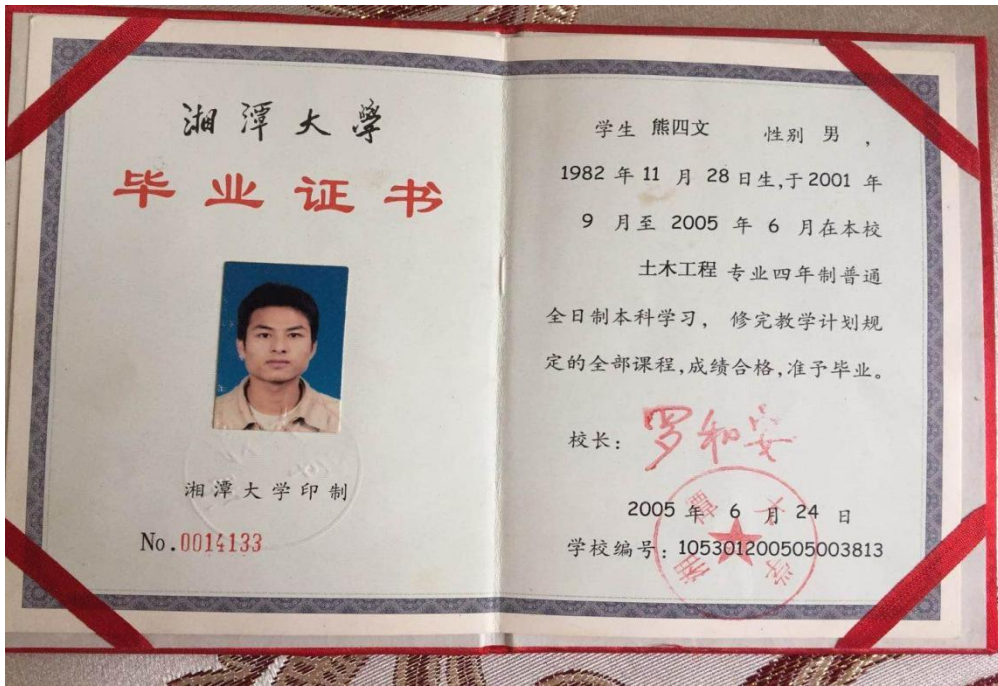 湘潭大學
毕业证书
湘潭大学印制
No.0014133
学生 熊四文 性别 男 ,
1982 年 11 月 28 日生,于 2001 年
9 月至 2005 年 6 月在本校
土木工程 专业四年制普通
全日制本科学习, 修完教学计划规
定的全部课程,成绩合格,准予毕业。
校长: 罗和安
2005 年 6 月 24 日
学校编号: 105301200505003813
湘潭大学